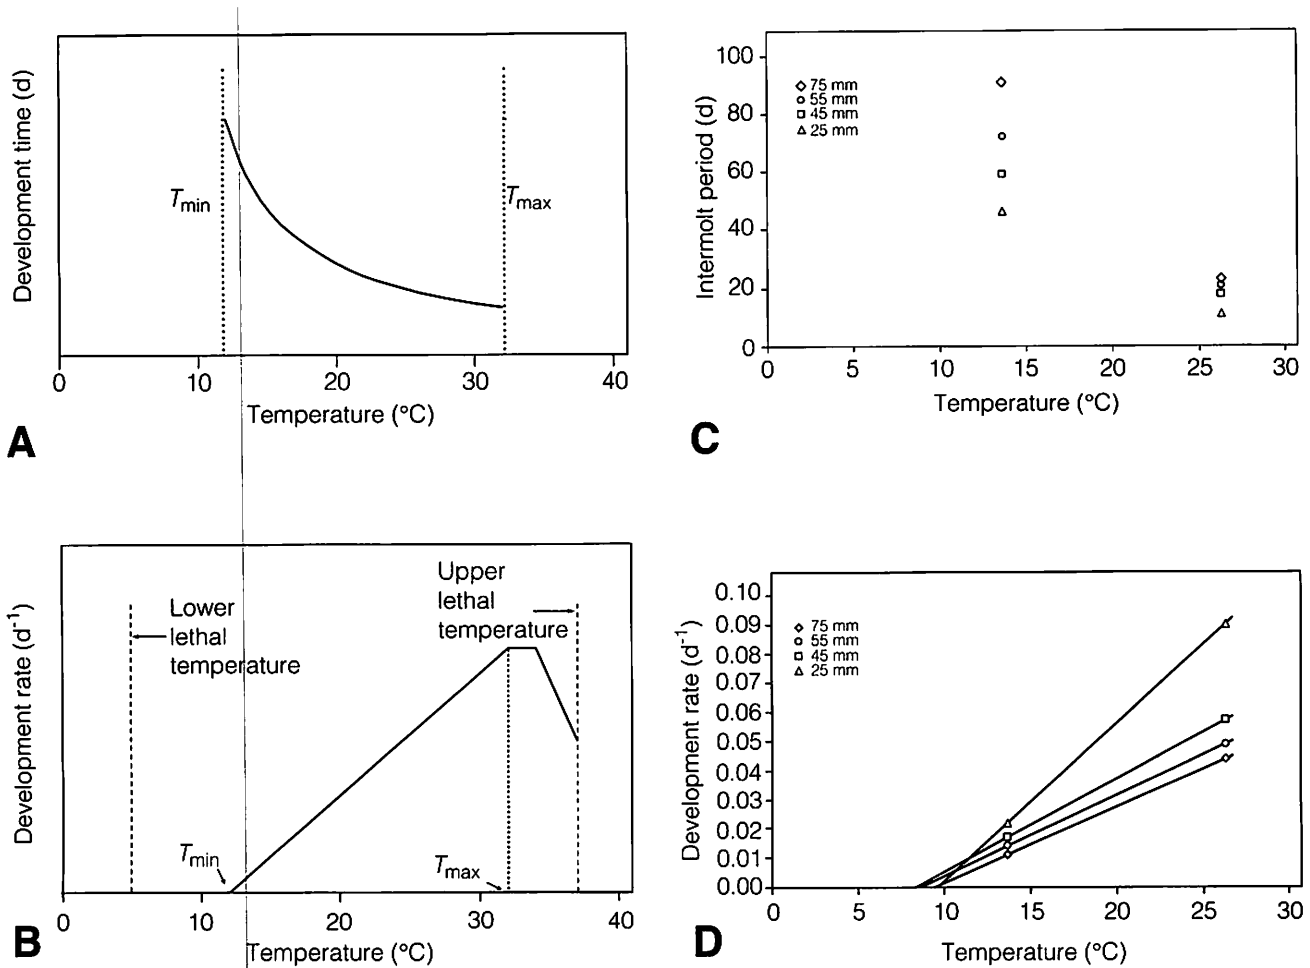 Development time (d)
Tmin
Tmax
0
10
20
30
40
Temperature (°C)
A
Intermolt period (d)
100
80
60
40
20
0
75 mm
55 mm
45 mm
25 mm
0
5
10
15
20
25
30
Temperature (°C)
C
Development rate (d-1)
Lower
lethal
temperature
Upper
lethal
temperature
Tmin
Tmax
0
10
20
30
40
Temperature (°C)
B
Development rate (d-1)
0.10
0.09
0.08
0.07
0.06
0.05
0.04
0.03
0.02
0.01
0.00
75 mm
55 mm
45 mm
25 mm
0
5
10
15
20
25
30
Temperature (°C)
D